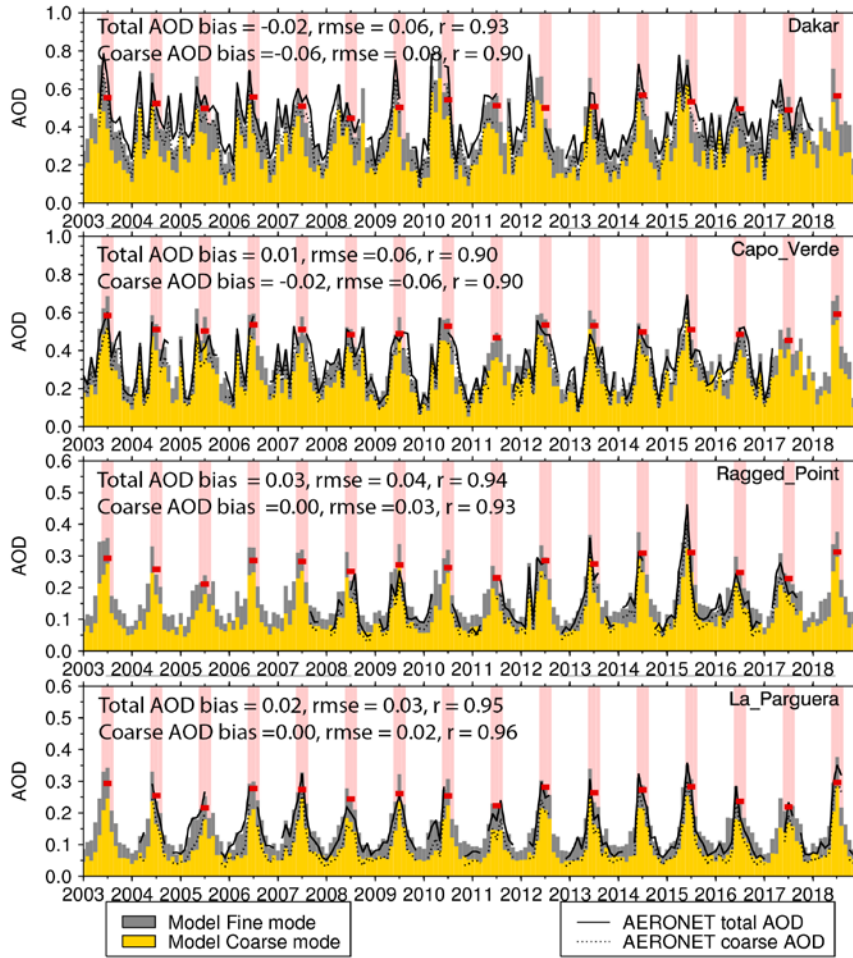 Total AOD bias = -0.02, rmse = 0.06, r = 0.93
Dakar
Coarse AOD bias =-0.06, rmse = 0.08, r = 0.90
AOD
1.0
0.8
0.6
0.4
0.2
0.0
2003 2004 2005 2006 2007 2008 2009 2010 2011 2012 2013 2014 2015 2016 2017 2018
Total AOD bias = 0.01, rmse =0.06, r = 0.90
Capo_Verde
Coarse AOD bias = -0.02, rmse =0.06, r = 0.90
AOD
1.0
0.8
0.6
0.4
0.2
0.0
2003 2004 2005 2006 2007 2008 2009 2010 2011 2012 2013 2014 2015 2016 2017 2018
Total AOD bias = 0.03, rmse = 0.04, r = 0.94
Ragged_Point
Coarse AOD bias =0.00, rmse =0.03, r = 0.93
AOD
0.6
0.5
0.4
0.3
0.2
0.1
0.0
2003 2004 2005 2006 2007 2008 2009 2010 2011 2012 2013 2014 2015 2016 2017 2018
Total AOD bias = 0.02, rmse = 0.03, r = 0.95
La_Parguera
Coarse AOD bias =0.00, rmse = 0.02, r = 0.96
AOD
0.6
0.5
0.4
0.3
0.2
0.1
0.0
2003 2004 2005 2006 2007 2008 2009 2010 2011 2012 2013 2014 2015 2016 2017 2018
Model Fine mode
Model Coarse mode
AERONET total AOD
AERONET coarse AOD